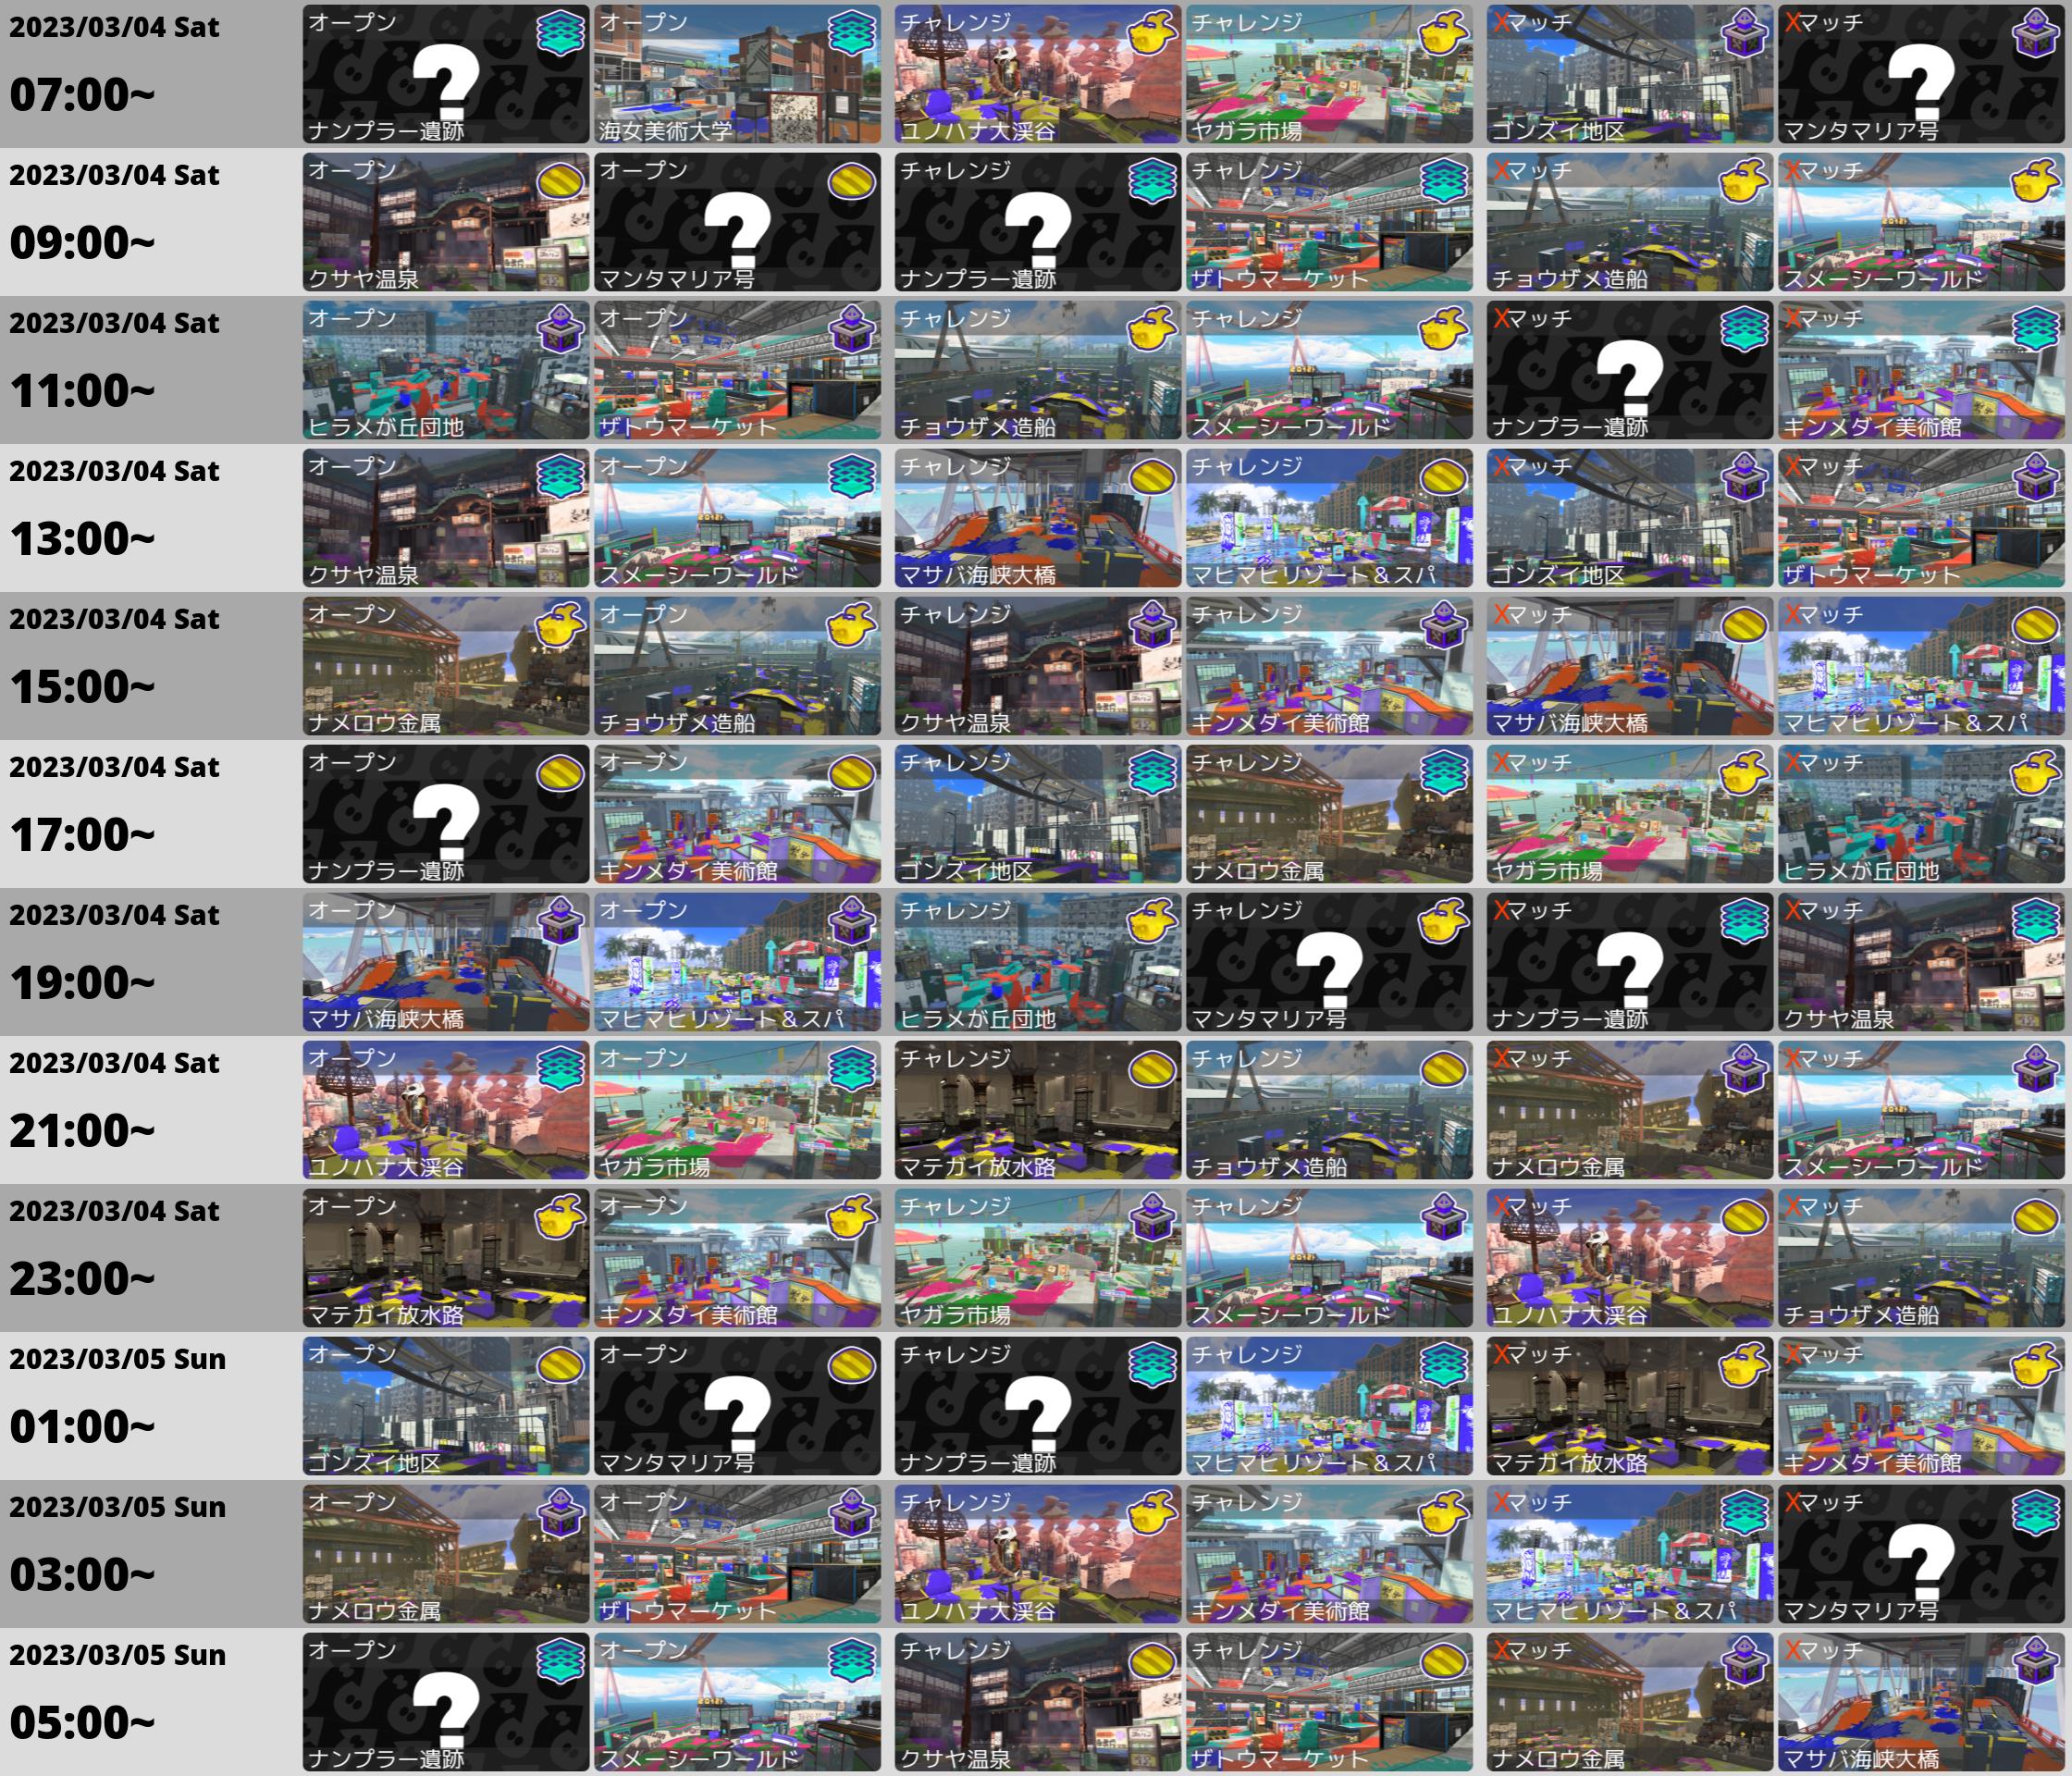 2023/03/04 Sat
07:00~
オープン オープン チャレンジ チャレンジ Xマッチ Xマッチ
ナンプラー遺跡 海女美術大学 ユノハナ大渓谷 ヤガラ市場 ゴンズイ地区 マンタマリア号
2023/03/04 Sat
09:00~
オープン オープン チャレンジ チャレンジ Xマッチ Xマッチ
クサヤ温泉 マンタマリア号 ナンプラー遺跡 ザトウマーケット チョウザメ造船 スメーシーワールド
2023/03/04 Sat
11:00~
オープン オープン チャレンジ チャレンジ Xマッチ Xマッチ
ヒラメが丘団地 ザトウマーケット チョウザメ造船 スメーシーワールド ナンプラー遺跡 キンメダイ美術館
2023/03/04 Sat
13:00~
オープン オープン チャレンジ チャレンジ Xマッチ Xマッチ
クサヤ温泉 スメーシーワールド マサバ海峡大橋 マヒマヒリゾート＆スパ ゴンズイ地区 ザトウマーケット
2023/03/04 Sat
15:00~
オープン オープン チャレンジ チャレンジ Xマッチ Xマッチ
ナメロウ金属 チョウザメ造船 クサヤ温泉 キンメダイ美術館 マサバ海峡大橋 マヒマヒリゾート＆スパ
2023/03/04 Sat
17:00~
オープン オープン チャレンジ チャレンジ Xマッチ Xマッチ
ナンプラー遺跡 キンメダイ美術館 ゴンズイ地区 ナメロウ金属 ヤガラ市場 ヒラメが丘団地
2023/03/04 Sat
19:00~
オープン オープン チャレンジ チャレンジ Xマッチ Xマッチ
マサバ海峡大橋 マヒマヒリゾート＆スパ ヒラメが丘団地 マンタマリア号 ナンプラー遺跡 クサヤ温泉
2023/03/04 Sat
21:00~
オープン オープン チャレンジ チャレンジ Xマッチ Xマッチ
ユノハナ大渓谷 ヤガラ市場 マテガイ放水路 チョウザメ造船 ナメロウ金属 スメーシーワールド
2023/03/04 Sat
23:00~
オープン オープン チャレンジ チャレンジ Xマッチ Xマッチ
マテガイ放水路 キンメダイ美術館 ヤガラ市場 スメーシーワールド ユノハナ大渓谷 チョウザメ造船
2023/03/05 Sun
01:00~
オープン オープン チャレンジ チャレンジ Xマッチ Xマッチ
ゴンズイ地区 マンタマリア号 ナンプラー遺跡 マヒマヒリゾート＆スパ マテガイ放水路 キンメダイ美術館
2023/03/05 Sun
03:00~
オープン オープン チャレンジ チャレンジ Xマッチ Xマッチ
ナメロウ金属 ザトウマーケット ユノハナ大渓谷 キンメダイ美術館 マヒマヒリゾート＆スパ マンタマリア号
2023/03/05 Sun
05:00~
オープン オープン チャレンジ チャレンジ Xマッチ Xマッチ
ナンプラー遺跡 スメーシーワールド クサヤ温泉 ザトウマーケット ナメロウ金属 マサバ海峡大橋